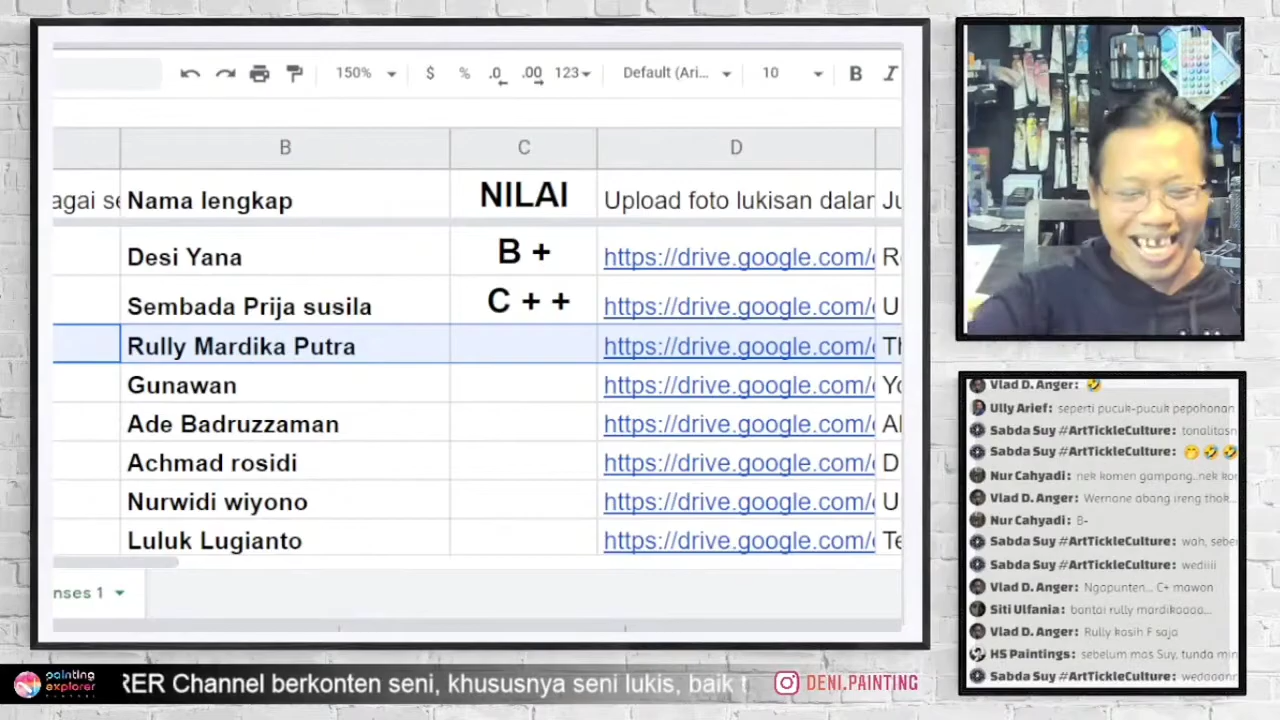 150%
$
%
.0
.00
123
Default (Ari...
10
B
I
B
C
D
agai se
Nama lengkap
NILAI
Upload foto lukisan dalar
Ju
Desi Yana
B +
https://drive.google.com/
Sembada Prija susila
C + +
https://drive.google.com/
U
Rully Mardika Putra
https://drive.google.com/
Gunawan
https://drive.google.com/
Ade Badruzzaman
https://drive.google.com/
Achmad rosidi
https://drive.google.com/
D
Nurwidi wiyono
https://drive.google.com/
U
Luluk Lugianto
https://drive.google.com/
Te
nses 1
Vlad D. Anger: 🤣
Ully Arief: seperti pucuk-pucuk pepohonan
Sabda Suy #ArtTickleCulture: tonalitasn
Sabda Suy #ArtTickleCulture: 🤭 🤣 🤣
Nur Cahyadi: nek komen gampang..nek ko
Vlad D. Anger: Wernane abang ireng thok...
Nur Cahyadi: B-
Sabda Suy #ArtTickleCulture: wah, sebe
Sabda Suy #ArtTickleCulture: wediiii
Vlad D. Anger: Ngapunten... C+ mawon
Siti Ulfania: bantai rully mardikaaaa...
Vlad D. Anger: Rully kasih F saja
HS Paintings: sebelum mas Suy, tunda min
Sabda Suy #ArtTickleCulture:
painting
explorer
RER Channel berkonten seni, khususnya seni lukis, baik
DENI.PAINTING